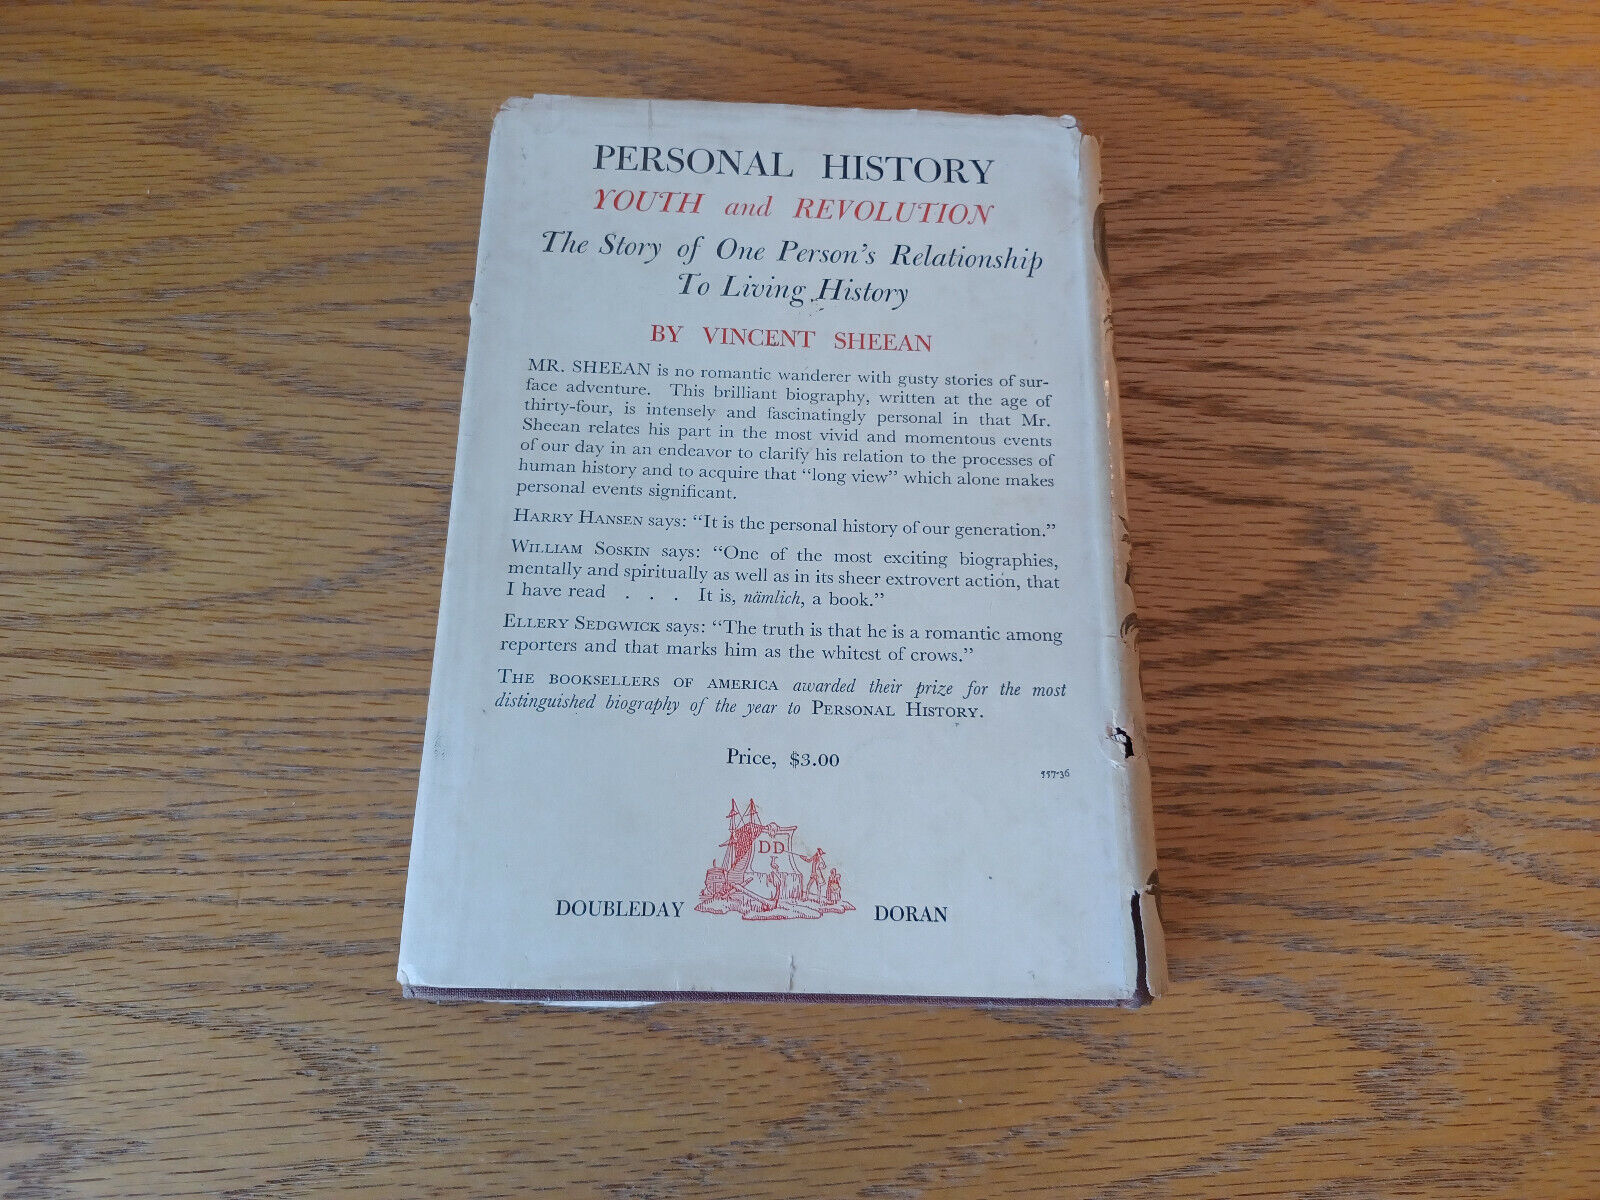 PERSONAL HISTORY
YOUTH and REVOLUTION
The Story of One Person's Relationship
To Living History
BY VINCENT SHEEAN
MR. SHEEAN is no romantic wanderer with gusty stories of sur-
face adventure. This brilliant biography, written at the age of
thirty-four, is intensely and fascinatingly personal in that Mr.
Sheean relates his part in the most vivid and momentous events
of our day in an endeavor to clarify his relation to the processes of
human history and to acquire that "long view" which alone makes
personal events significant.
HARRY HANSEN says: "It is the personal history of our generation."
WILLIAM SOSKIN says: "One of the most exciting biographies,
mentally and spiritually as well as in its sheer extrovert action, that
I have read . . . It is, nämlich, a book."
ELLERY SEDGWICK says: "The truth is that he is a romantic among
reporters and that marks him as the whitest of crows."
THE BOOKSELLERS OF AMERICA awarded their prize for the most
distinguished biography of the year to PERSONAL HISTORY.
Price, $3.00
557-36
DD
DOUBLEDAY DORAN